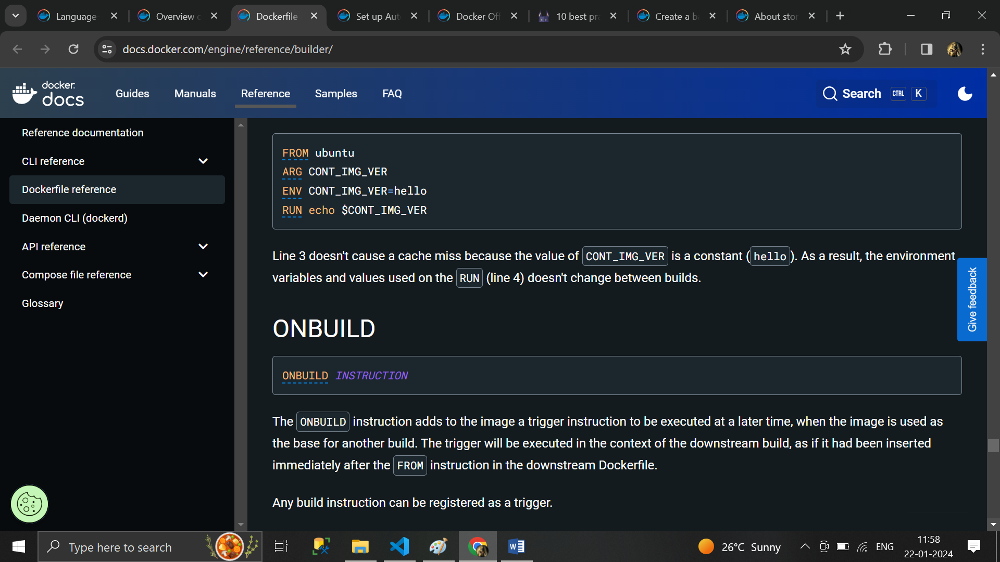 Language-
Overview c
Dockerfile
Set up Aut
Docker Off
10 best pra
Create a ba
About stor
docs.docker.com/engine/reference/builder/
docker
docs
Guides
Manuals
Reference
Samples
FAQ
Search
CTRL
K
Reference documentation
CLI reference
Dockerfile reference
Daemon CLI (dockerd)
API reference
Compose file reference
Glossary
FROM ubuntu
ARG CONT_IMG_VER
ENV CONT_IMG_VER=hello
RUN echo $CONT_IMG_VER
Line 3 doesn't cause a cache miss because the value of CONT_IMG_VER is a constant (hello). As a result, the environment
variables and values used on the RUN (line 4) doesn't change between builds.
ONBUILD
ONBUILD INSTRUCTION
The ONBUILD instruction adds to the image a trigger instruction to be executed at a later time, when the image is used as
the base for another build. The trigger will be executed in the context of the downstream build, as if it had been inserted
immediately after the FROM instruction in the downstream Dockerfile.
Any build instruction can be registered as a trigger.
Give feedback
Type here to search
26°C Sunny
ENG
11:58
22-01-2024